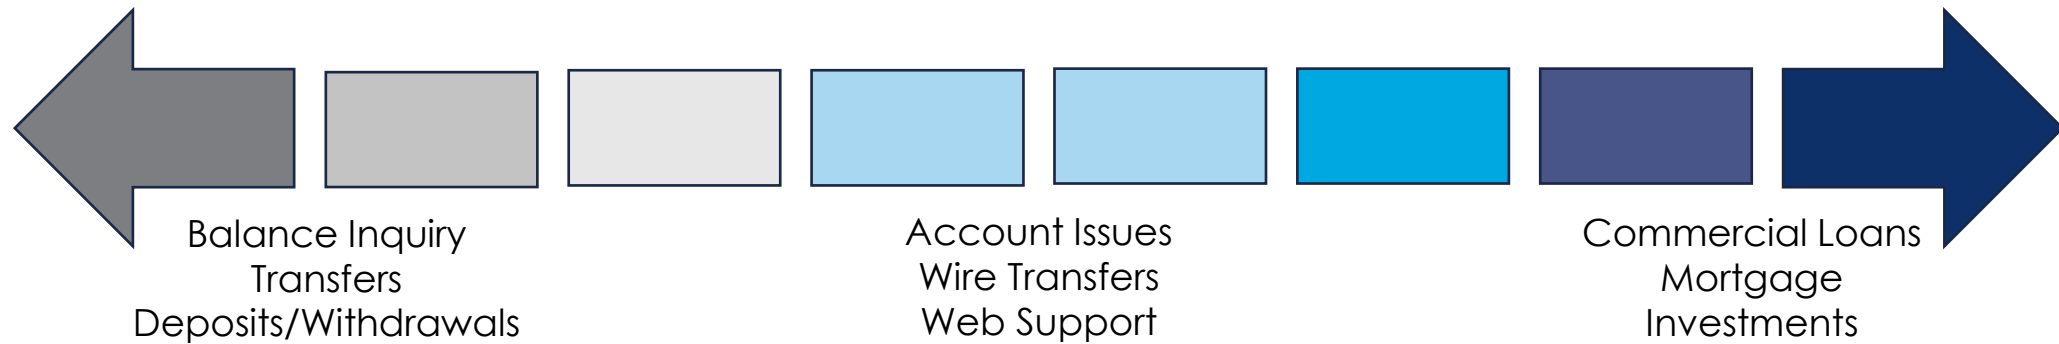 Balance Inquiry
Transfers
Deposits/Withdrawals
Account Issues
Wire Transfers
Web Support
Commercial Loans
Mortgage
Investments